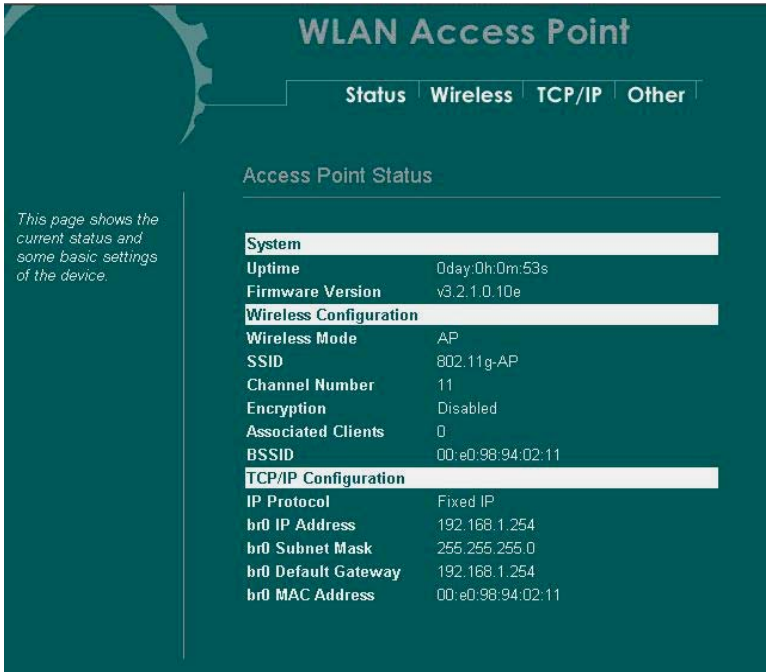 WLAN Access Point
Status Wireless TCP/IP Other
Access Point Status
This page shows the
current status and
some basic settings
of the device.
System
Uptime 0day:0h:0m:53s
Firmware Version v3.2.1.0.10e
Wireless Configuration
Wireless Mode AP
SSID 802.11g-AP
Channel Number 11
Encryption Disabled
Associated Clients 0
BSSID 00:e0:98:94:02:11
TCP/IP Configuration
IP Protocol Fixed IP
br0 IP Address 192.168.1.254
br0 Subnet Mask 255.255.255.0
br0 Default Gateway 192.168.1.254
br0 MAC Address 00:e0:98:94:02:11